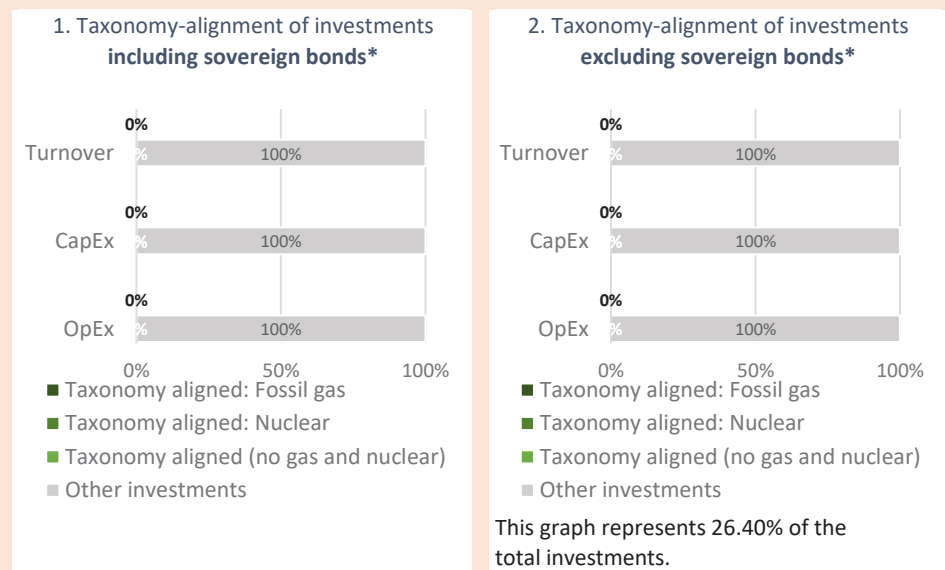 1. Taxonomy-alignment of investments
including sovereign bonds*
0%
Turnover
%
100%
0%
CapEx
%
100%
0%
OpEx
%
100%
0%
50%
100%
Taxonomy aligned: Fossil gas
Taxonomy aligned: Nuclear
Taxonomy aligned (no gas and nuclear)
Other investments
2. Taxonomy-alignment of investments
excluding sovereign bonds*
0%
Turnover
%
100%
0%
CapEx
%
100%
0%
OpEx
%
100%
0%
50%
100%
Taxonomy aligned: Fossil gas
Taxonomy aligned: Nuclear
Taxonomy aligned (no gas and nuclear)
Other investments
This graph represents 26.40% of the
total investments.